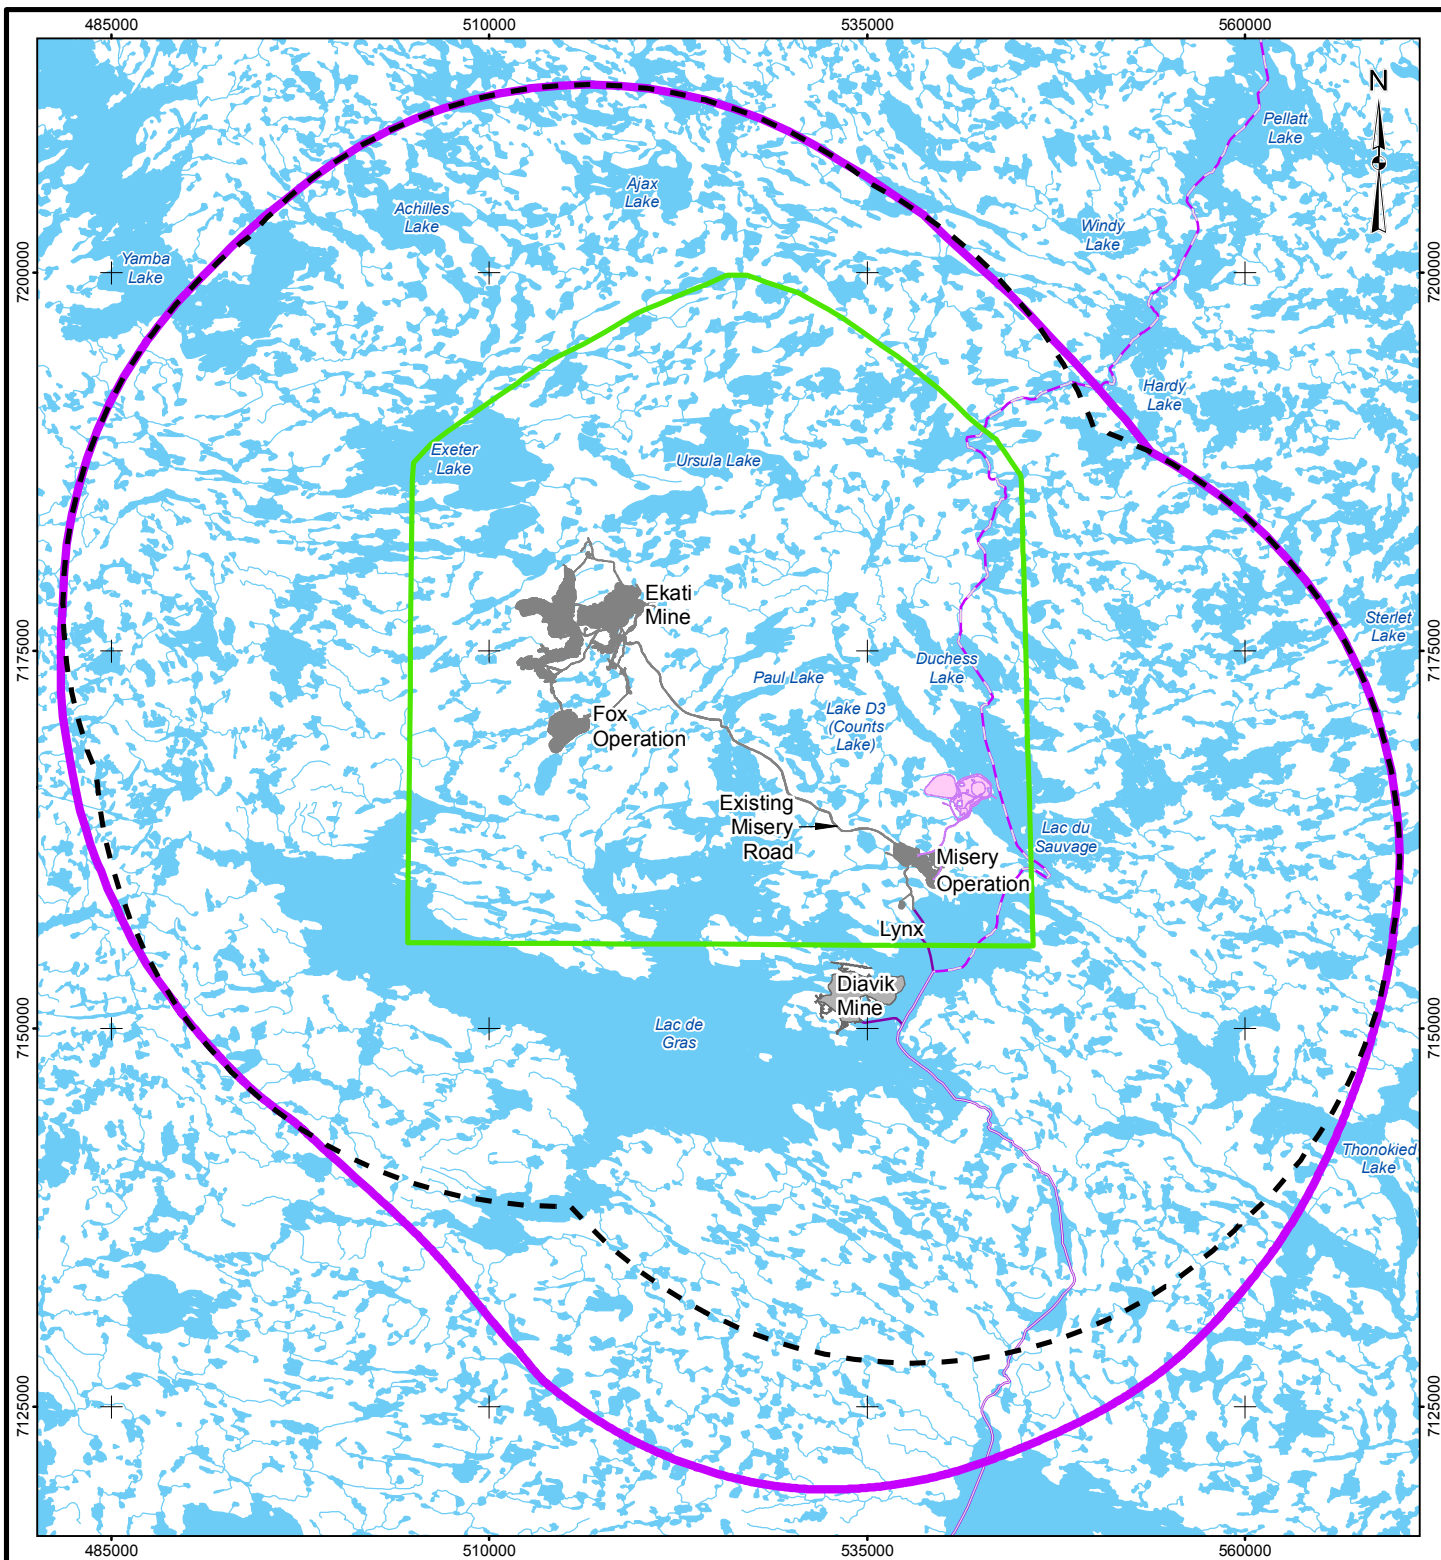 485000
510000
535000
560000
N
Pellatt
Lake
Ajax
Lake
Achilles
Lake
Windy
Lake
Yamba
Lake
7200000
7200000
Hardy
Lake
Exeter
Lake
Ursula Lake
Ekati
Mine
Sterlet
Lake
7175000
7175000
Duchess
Lake
Paul Lake
Lake D3
(Counts
Lake)
Fox
Operation
Existing
Misery
Road
Lac du
Sauvage
Misery
Operation
Lynx
Diavik
Mine
Lac de
Gras
7150000
7150000
Thonokied
Lake
7125000
7125000
485000
510000
535000
560000